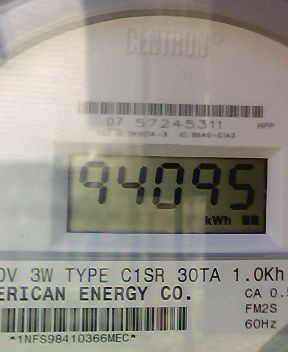 CENTRON®
07 57245311 HPP
94095
kWh
0V 3W TYPE C1SR 30TA 1.0Kh
ERICAN ENERGY CO. CA 0.5
FM2S
60Hz
*1NFS98410366MEC*